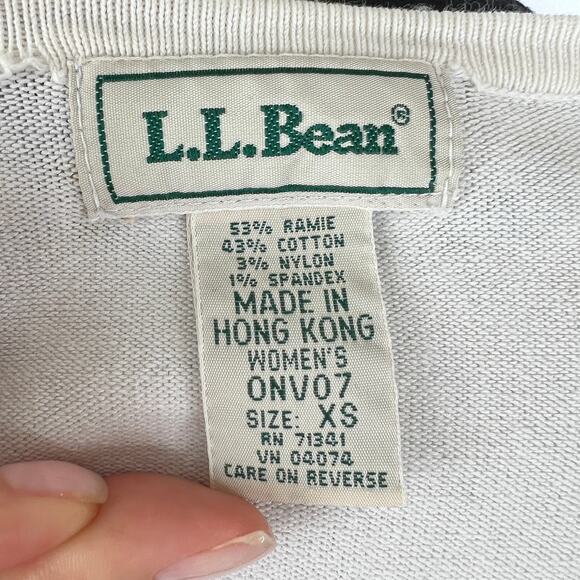 L.L.Bean®
53% RAMIE
43% COTTON
3% NYLON
1% SPANDEX
MADE IN
HONG KONG
WOMEN'S
0NV07
SIZE: XS
RN 71341
VN 04074
CARE ON REVERSE